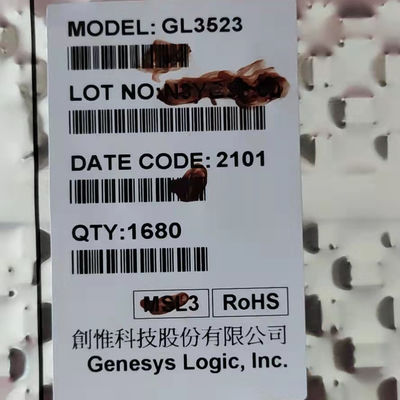 MODEL: GL3523
LOT NO:
DATE CODE: 2101
QTY:1680
MSL3 RoHS
創惟科技股份有限公司
Genesys Logic, Inc.